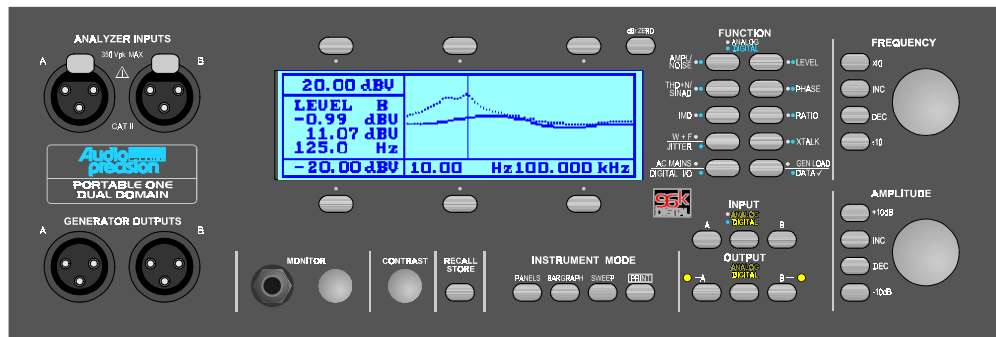 ANALYZER INPUTS
A 350 Vpk MAX B
CAT II
Audio precision
PORTABLE ONE
DUAL DOMAIN
GENERATOR OUTPUTS
A B
20.00 dBV
LEVEL B
-0.99 dBV
11.07 dBV
125.0 Hz
-20.00 dBV 10.00 Hz 100.000 kHz
dBr ZERO
FUNCTION
ANALOG
DIGITAL
AMPL/
NOISE
LEVEL
THD+N/
SINAD
PHASE
IMD
RATIO
W + F
JITTER
XTALK
AC MAINS
DIGITAL I/O
GEN LOAD
DATA✓
96k
DIGITAL
INPUT
ANALOG
DIGITAL
A B
OUTPUT
ANALOG
DIGITAL
A B
FREQUENCY
x10
INC
DEC
÷10
AMPLITUDE
+10dB
INC
DEC
-10dB
MONITOR
CONTRAST
RECALL
STORE
INSTRUMENT MODE
PANELS BARGRAPH SWEEP PRINT